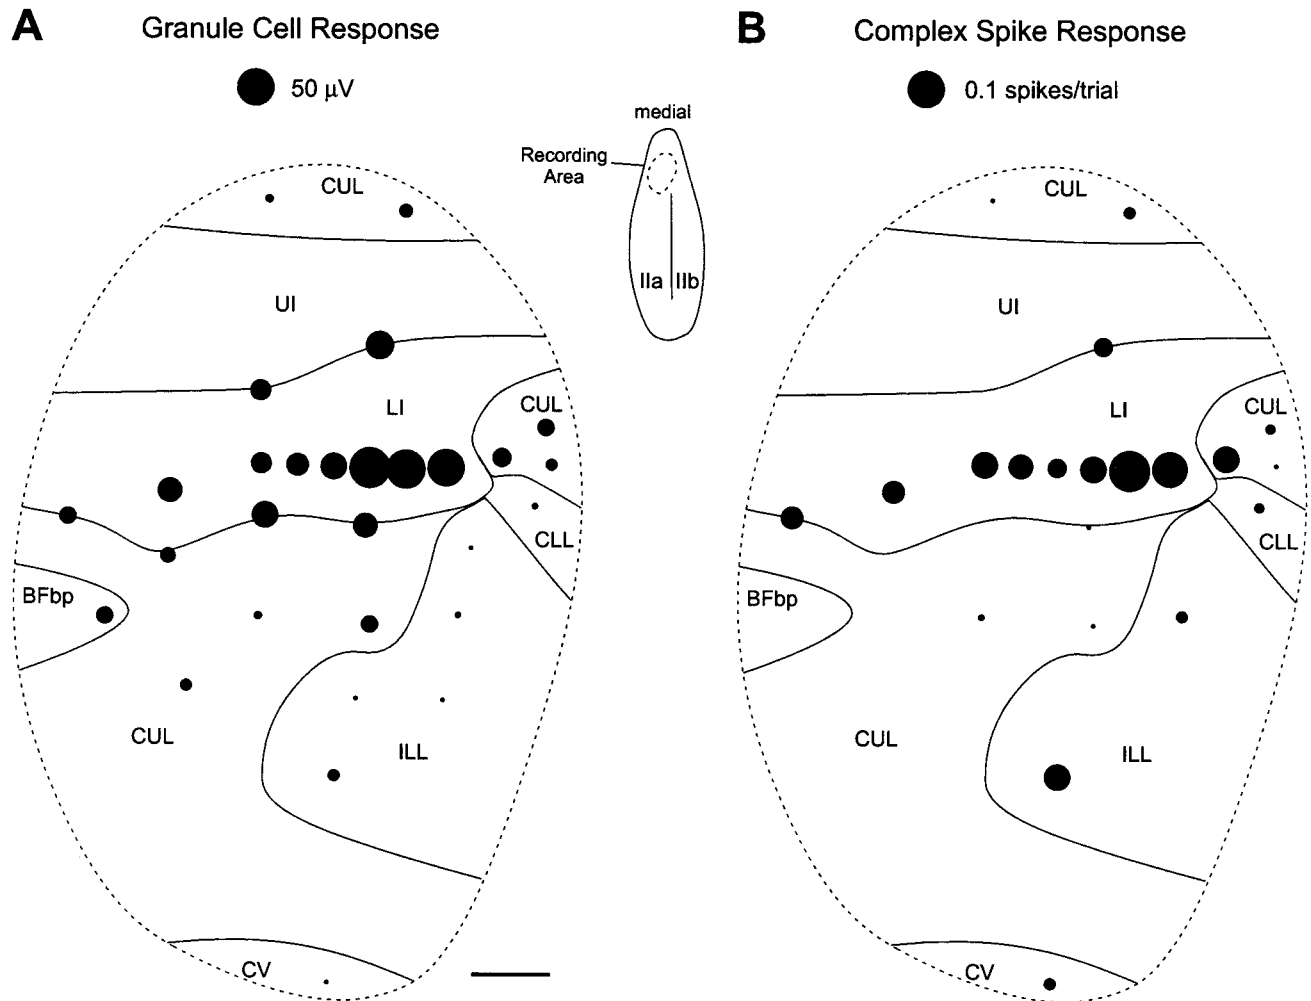 A
Granule Cell Response
50 μV
CUL
UI
LI
CUL
CLL
BFbp
CUL
ILL
CV
medial
Recording
Area
IIa
IIb
B
Complex Spike Response
0.1 spikes/trial
CUL
UI
LI
CUL
CLL
BFbp
CUL
ILL
CV